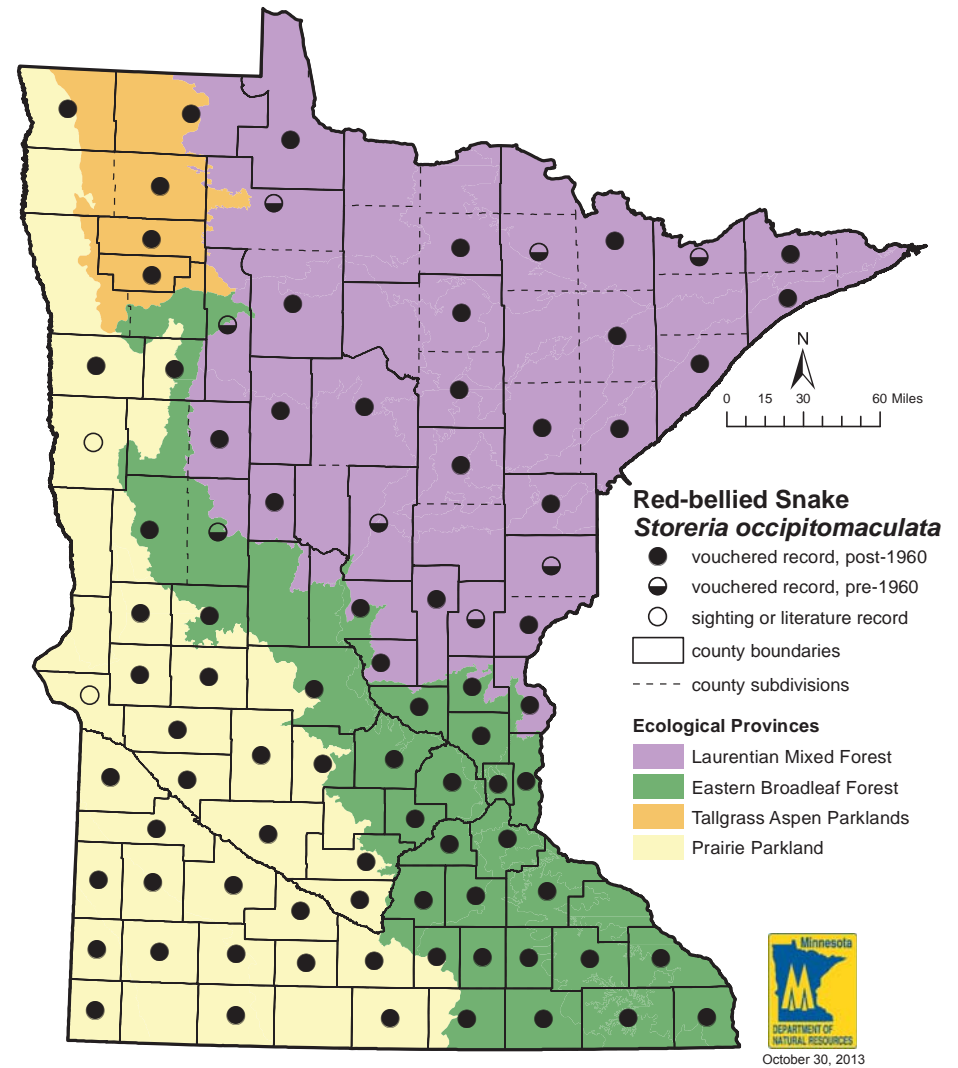 N
0 15 30 60 Miles
Red-bellied Snake
Storeria occipitomaculata
vouchered record, post-1960
vouchered record, pre-1960
sighting or literature record
county boundaries
county subdivisions
Ecological Provinces
Laurentian Mixed Forest
Eastern Broadleaf Forest
Tallgrass Aspen Parklands
Prairie Parkland
Minnesota
M
DEPARTMENT OF
NATURAL RESOURCES
October 30, 2013